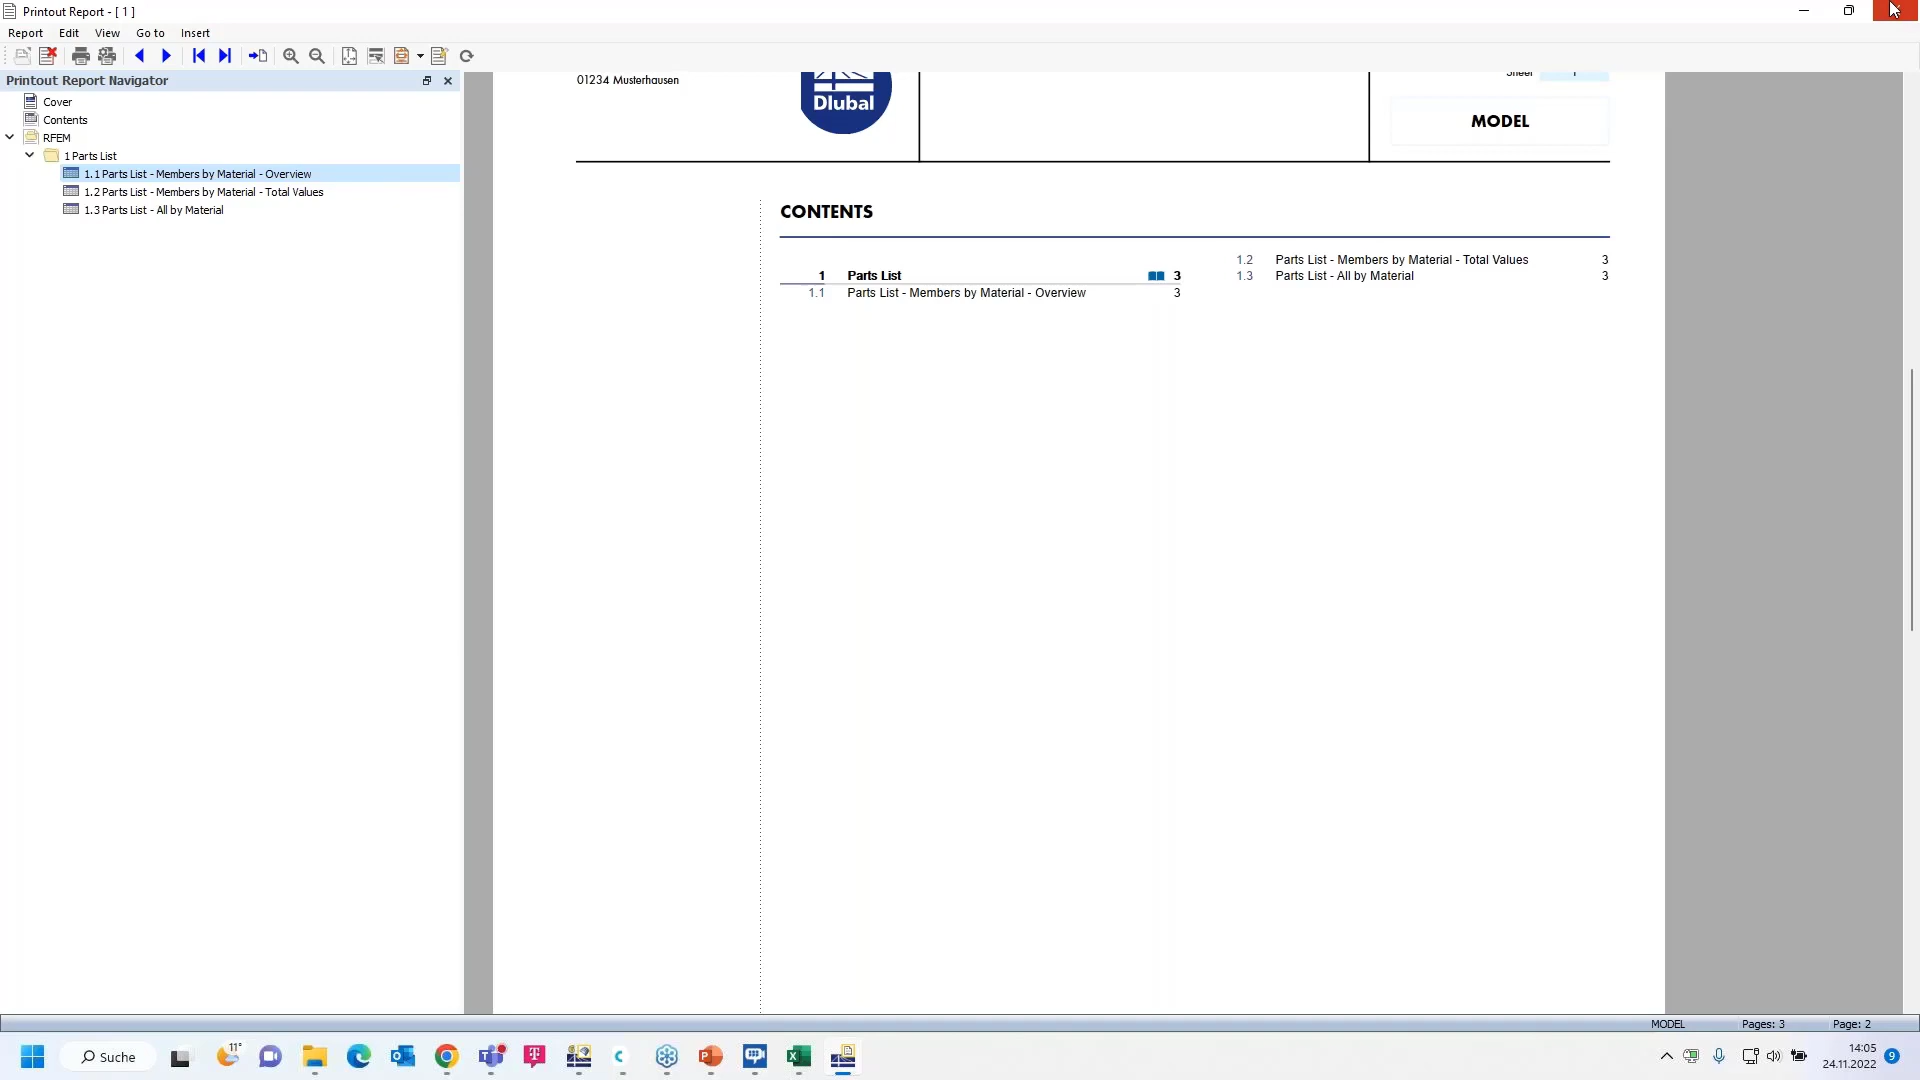 Printout Report - [ 1 ]
Report Edit View Go to Insert
Printout Report Navigator
Cover
Contents
RFEM
1 Parts List
1.1 Parts List - Members by Material - Overview
1.2 Parts List - Members by Material - Total Values
1.3 Parts List - All by Material
01234 Musterhausen
Dlubal
Sheet 1
MODEL
CONTENTS
1 Parts List 3
1.1 Parts List - Members by Material - Overview 3
1.2 Parts List - Members by Material - Total Values 3
1.3 Parts List - All by Material 3
MODEL Pages: 3 Page: 2
Suche
11°
14:05
24.11.2022
9